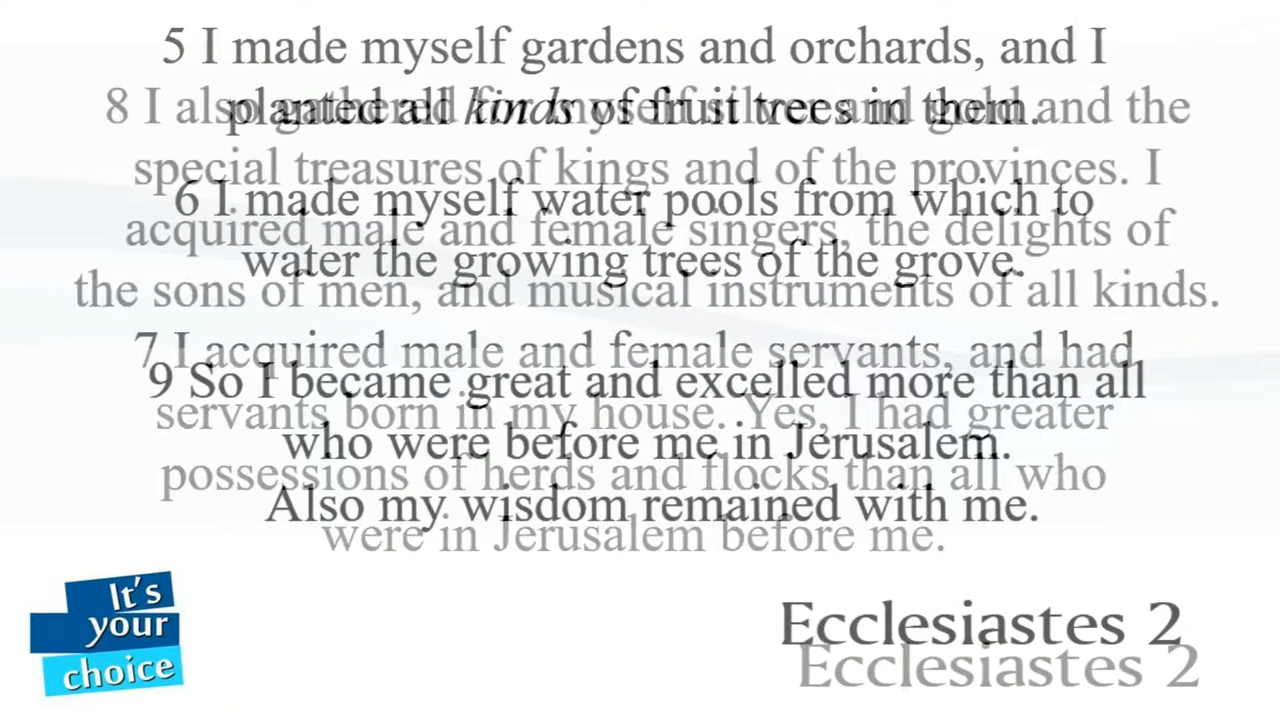 5 I made myself gardens and orchards, and I
planted all kinds of fruit trees in them.
6 I made myself water pools from which to
water the growing trees of the grove.
7 I acquired male and female servants, and had
servants born in my house. Yes, I had greater
possessions of herds and flocks than all who
were in Jerusalem before me.
8 I also gathered for myself silver and gold and the
special treasures of kings and of the provinces. I
acquired male and female singers, the delights of
the sons of men, and musical instruments of all kinds.
9 So I became great and excelled more than all
who were before me in Jerusalem.
Also my wisdom remained with me.
It's
your
choice
Ecclesiastes 2
Ecclesiastes 2